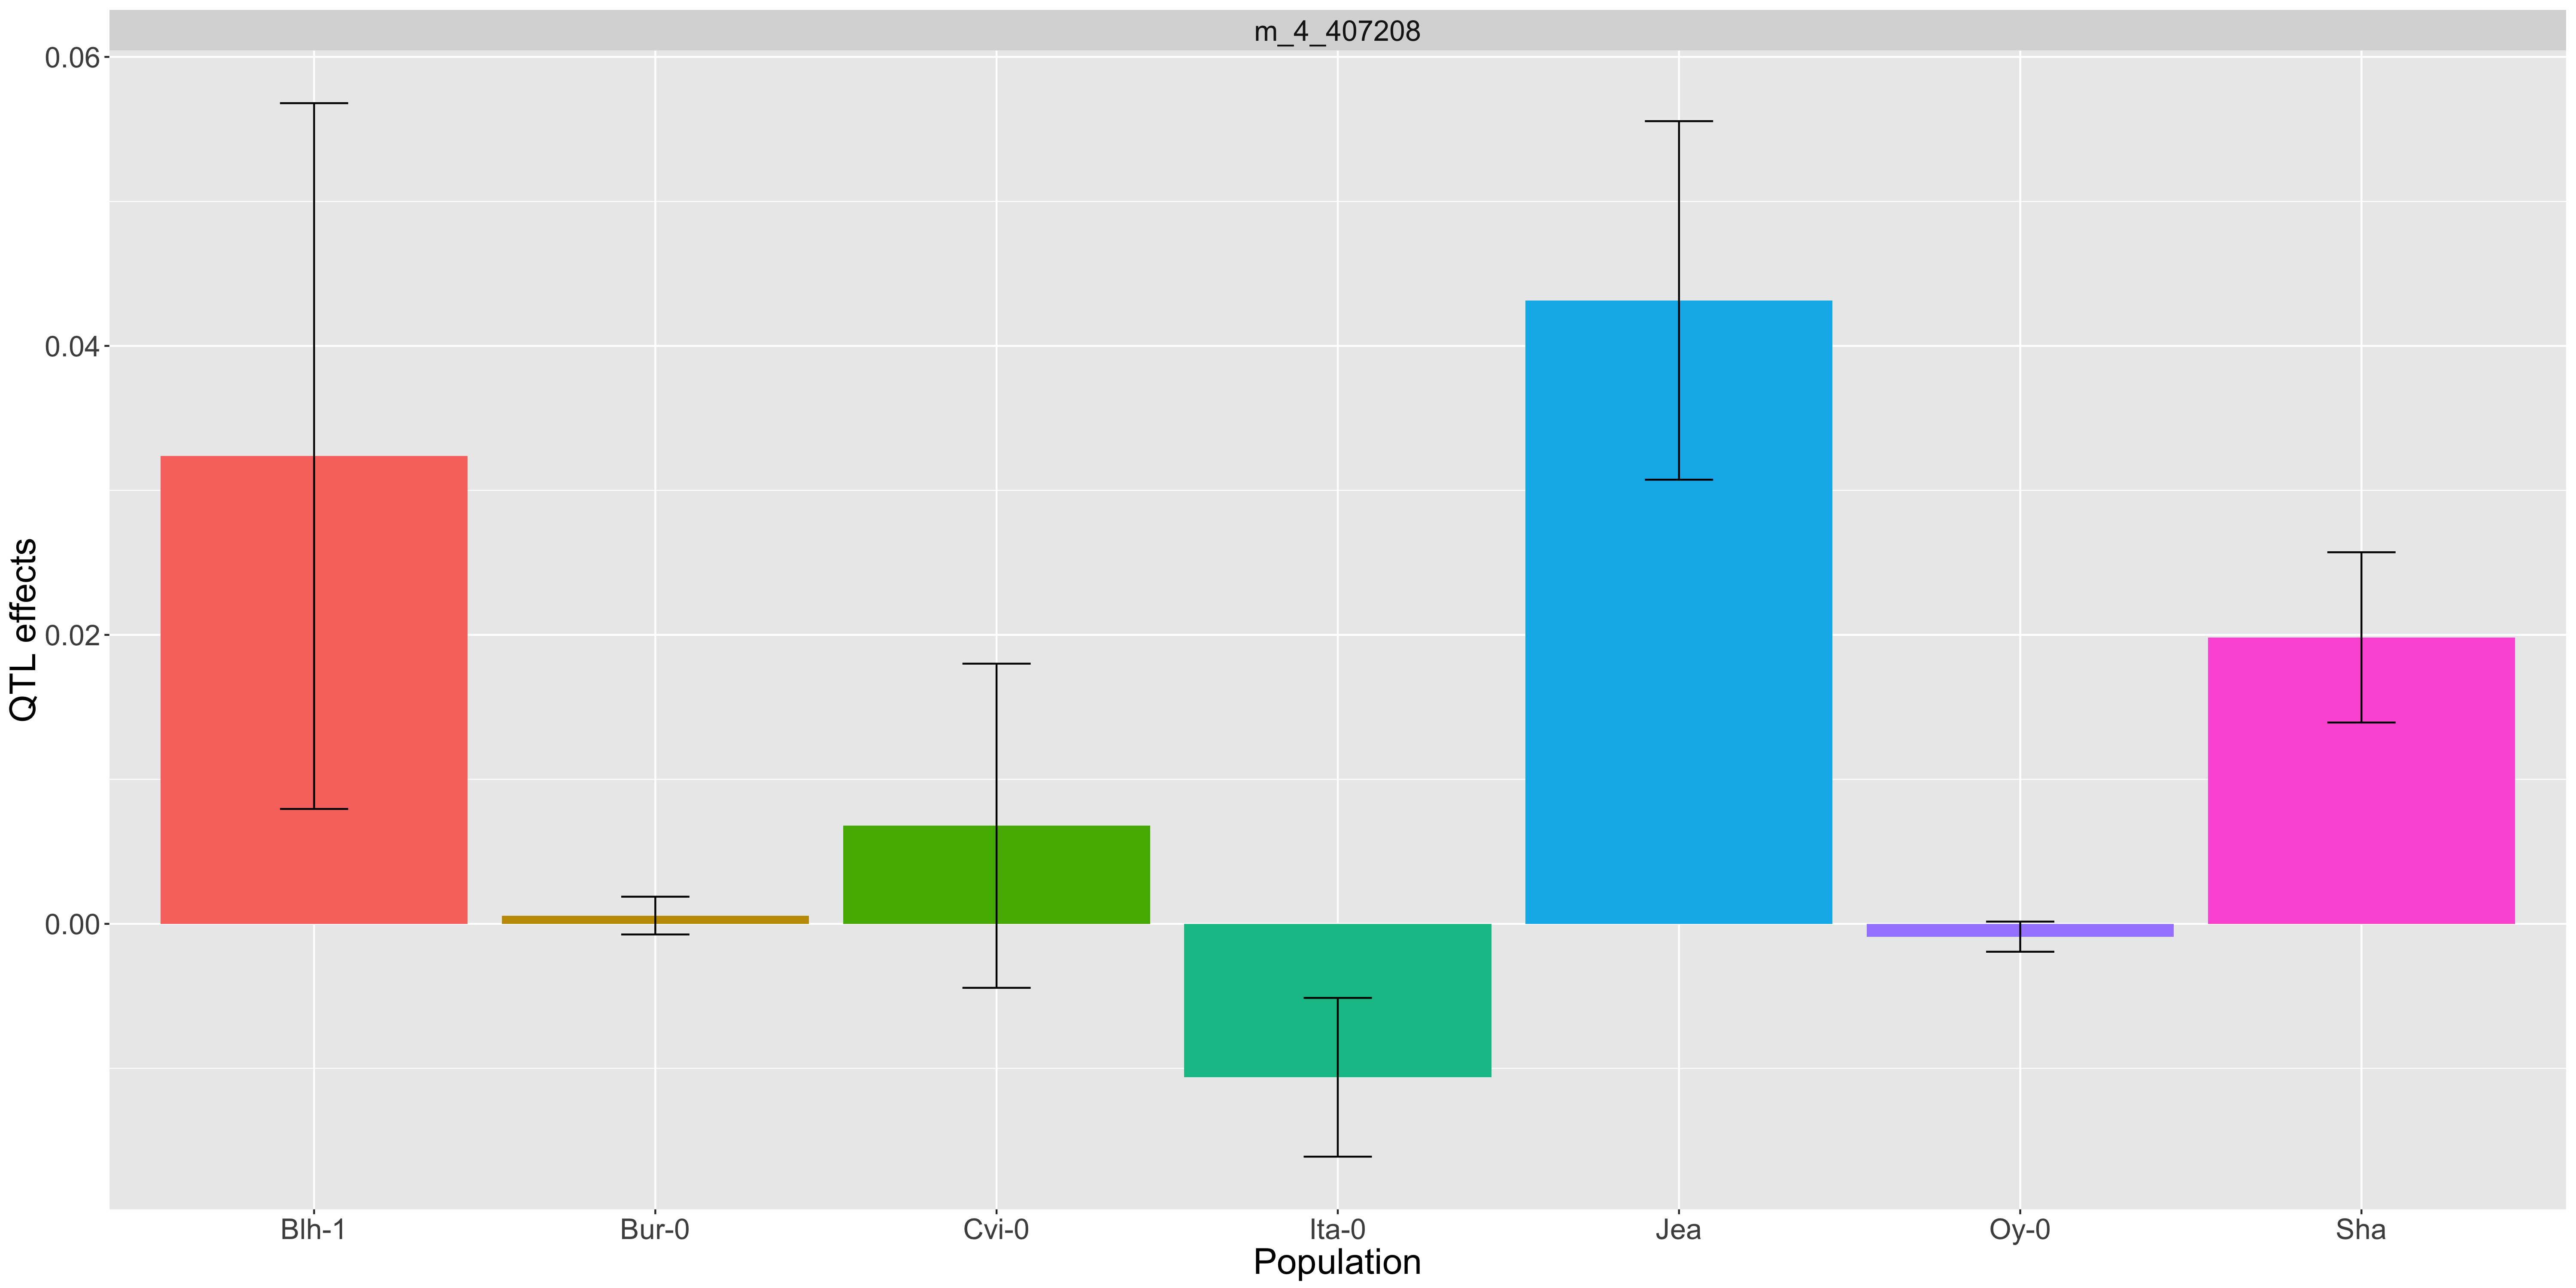 m_4_407208
0.06
0.04
0.02
0.00
QTL effects
Blh-1 Bur-0 Cvi-0 Ita-0 Jea Oy-0 Sha
Population